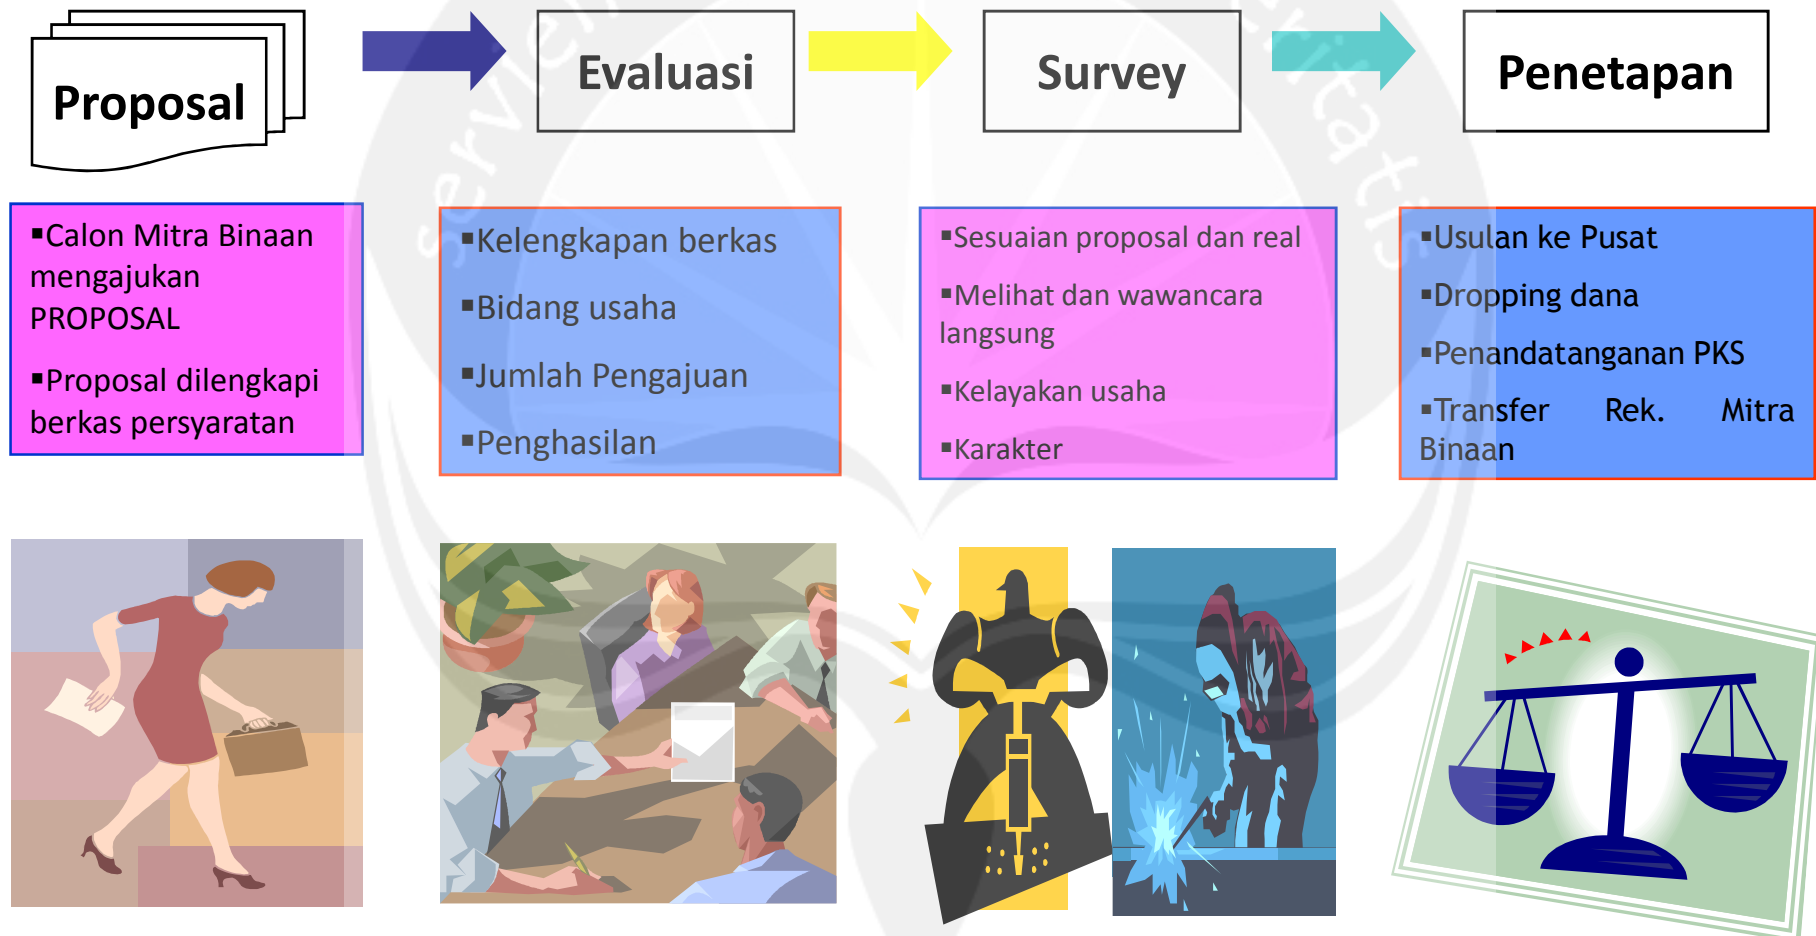 Proposal
Evaluasi
Survey
Penetapan
▪Calon Mitra Binaan
mengajukan
PROPOSAL
▪Proposal dilengkapi
berkas persyaratan
▪Kelengkapan berkas
▪Bidang usaha
▪Jumlah Pengajuan
▪Penghasilan
▪Sesuaian proposal dan real
▪Melihat dan wawancara
langsung
▪Kelayakan usaha
▪Karakter
▪Usulan ke Pusat
▪Dropping dana
▪Penandatanganan PKS
▪Transfer Rek. Mitra
Binaan